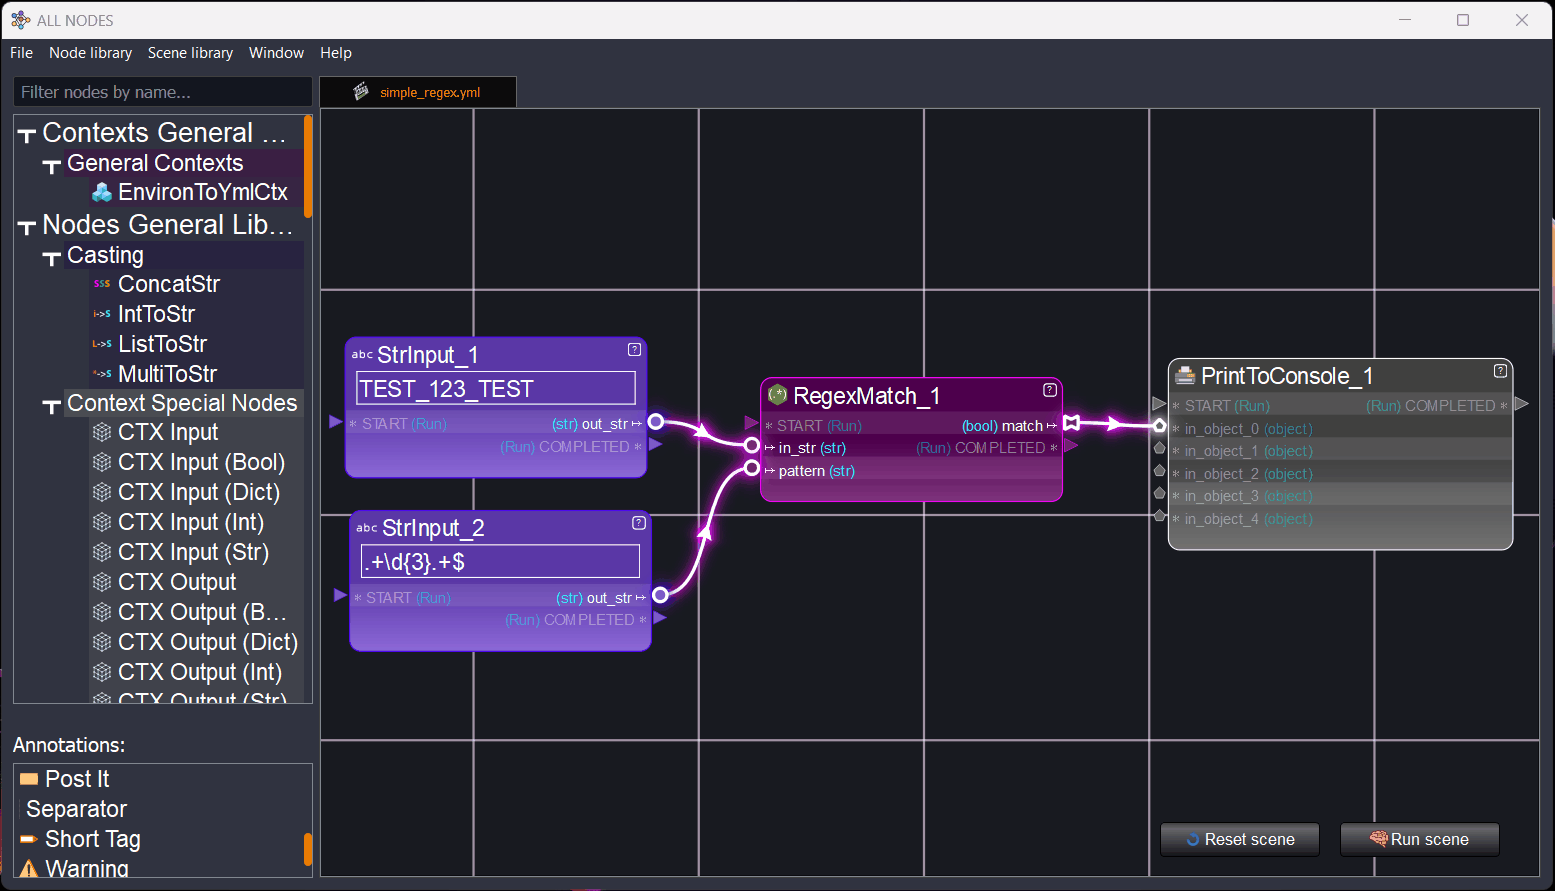 ALL NODES
File Node library Scene library Window Help
Filter nodes by name...
simple_regex.yml
Contexts General ...
General Contexts
EnvironToYmlCtx
Nodes General Lib...
Casting
SSS ConcatStr
i->S IntToStr
L->S ListToStr
*->S MultiToStr
Context Special Nodes
CTX Input
CTX Input (Bool)
CTX Input (Dict)
CTX Input (Int)
CTX Input (Str)
CTX Output
CTX Output (B...
CTX Output (Dict)
CTX Output (Int)
CTX Output (Str)
Annotations:
Post It
Separator
Short Tag
Warning
abc StrInput_1 ?
TEST_123_TEST
* START (Run) (str) out_str ↦
(Run) COMPLETED *
abc StrInput_2 ?
.+\d{3}.+$
* START (Run) (str) out_str ↦
(Run) COMPLETED *
(.*) RegexMatch_1 ?
* START (Run) (bool) match ↦
↦ in_str (str) (Run) COMPLETED *
↦ pattern (str)
PrintToConsole_1 ?
* START (Run) (Run) COMPLETED *
* in_object_0 (object)
* in_object_1 (object)
* in_object_2 (object)
* in_object_3 (object)
* in_object_4 (object)
Reset scene Run scene